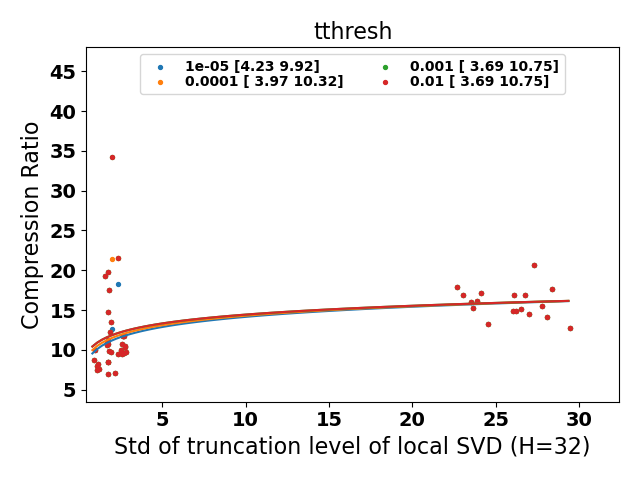 tthresh
1e-05 [4.23 9.92]
0.0001 [ 3.97 10.32]
0.001 [ 3.69 10.75]
0.01 [ 3.69 10.75]
Compression Ratio
45
40
35
30
25
20
15
10
5
5 10 15 20 25 30
Std of truncation level of local SVD (H=32)